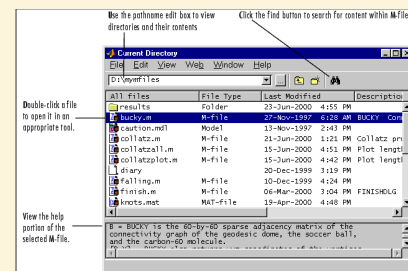 Use the pathname edit box to view
directories and their contents
Click the find button to search for content within M-file
Current Directory
File Edit View Web Window Help
D:\mymfiles
...
All files File Type Last Modified Description
results Folder 23-Jun-2000 4:55 PM
Double-click a file
to open it in an
appropriate tool.
bucky.mat M-file 27-Nov-1997 6:28 AM BUCKY Conn
caution.mdl Model 13-Nov-1997 2:43 PM
collatz.m M-file 21-Jun-2000 1:21 PM Collatz pro
collatzall.m M-file 15-Jun-2000 4:51 PM Plot length
collatzplot.m M-file 15-Jun-2000 4:42 PM Plot length
diary 20-Dec-1999 3:19 PM
falling.m M-file 10-Dec-1999 4:24 PM
finish.m M-file 06-Mar-2000 3:04 PM FINISHDLG
knots.mat MAT-file 19-Apr-2000 4:48 PM
View the help
portion of the
selected M-file.
B = BUCKY is the 60-by-60 sparse adjacency matrix of the
connectivity graph of the geodesic dome, the soccer ball,
and the carbon-60 molecule.